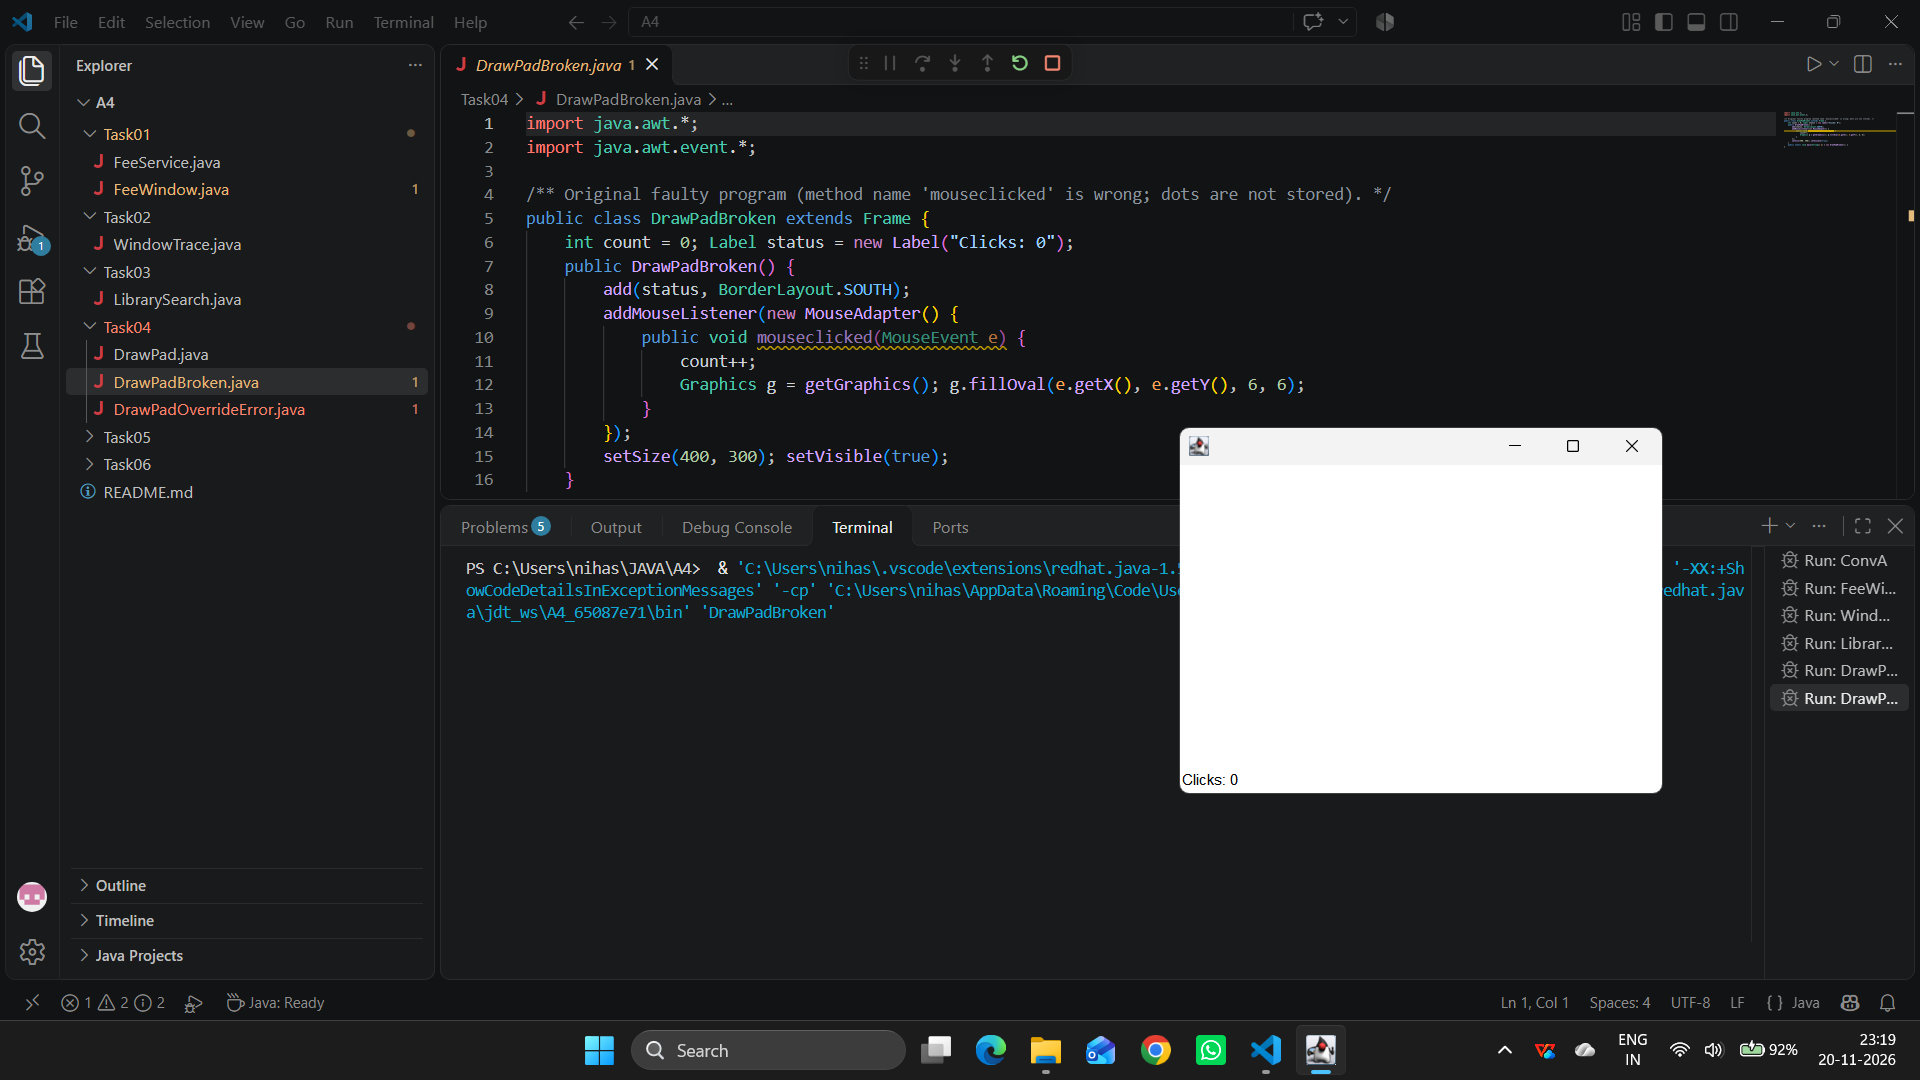 File Edit Selection View Go Run Terminal Help
A4
Explorer
A4
Task01
FeeService.java
FeeWindow.java 1
Task02
WindowTrace.java
Task03
LibrarySearch.java
Task04
DrawPad.java
DrawPadBroken.java 1
DrawPadOverrideError.java 1
Task05
Task06
README.md
Outline
Timeline
Java Projects
1
DrawPadBroken.java 1
Task04 > DrawPadBroken.java > ...
1 import java.awt.*;
2 import java.awt.event.*;
3
4 /** Original faulty program (method name 'mouseclicked' is wrong; dots are not stored). */
5 public class DrawPadBroken extends Frame {
6 int count = 0; Label status = new Label("Clicks: 0");
7 public DrawPadBroken() {
8 add(status, BorderLayout.SOUTH);
9 addMouseListener(new MouseAdapter() {
10 public void mouseclicked(MouseEvent e) {
11 count++;
12 Graphics g = getGraphics(); g.fillOval(e.getX(), e.getY(), 6, 6);
13 }
14 });
15 setSize(400, 300); setVisible(true);
16 }
Problems 5 Output Debug Console Terminal Ports
PS C:\Users\nihas\JAVA\A4> & 'C:\Users\nihas\.vscode\extensions\redhat.java-1. '-XX:+Sh
owCodeDetailsInExceptionMessages' '-cp' 'C:\Users\nihas\AppData\Roaming\Code\Us redhat.jav
a\jdt_ws\A4_65087e71\bin' 'DrawPadBroken'
Run: ConvA
Run: FeeWi...
Run: Wind...
Run: Librar...
Run: DrawP...
Run: DrawP...
Clicks: 0
1 2 2 Java: Ready
Ln 1, Col 1 Spaces: 4 UTF-8 LF {} Java
Search
ENG
IN
92%
23:19
20-11-2026